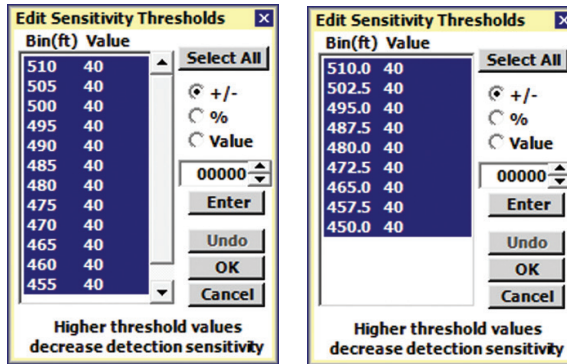 Edit Sensitivity Thresholds
Bin(ft) Value
510 40
505 40
500 40
495 40
490 40
485 40
480 40
475 40
470 40
465 40
460 40
455 40
Select All
+/-
%
Value
00000
Enter
Undo
OK
Cancel
Higher threshold values
decrease detection sensitivity
Edit Sensitivity Thresholds
Bin(ft) Value
510.0 40
502.5 40
495.0 40
487.5 40
480.0 40
472.5 40
465.0 40
457.5 40
450.0 40
Select All
+/-
%
Value
00000
Enter
Undo
OK
Cancel
Higher threshold values
decrease detection sensitivity